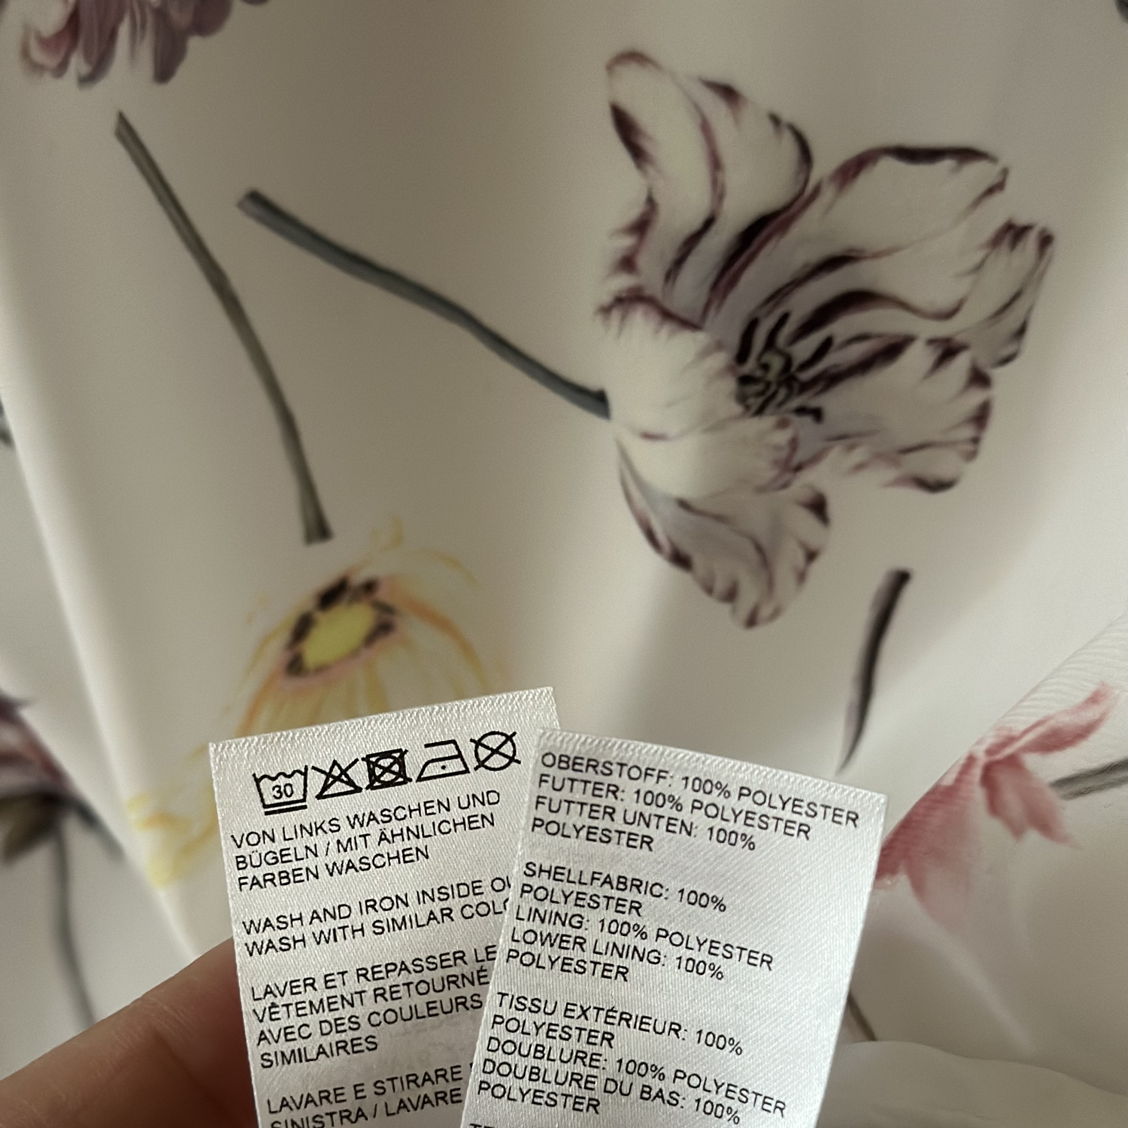 30
VON LINKS WASCHEN UND
BÜGELN / MIT ÄHNLICHEN
FARBEN WASCHEN
WASH AND IRON INSIDE
WASH WITH SIMILAR
LAVER ET REPASSER LE
VÊTEMENT RETOURNÉ
AVEC DES COULEURS
SIMILAIRES
LAVARE E STIRARE
SINISTRA / LAVARE
OBERSTOFF: 100% POLYESTER
FUTTER: 100% POLYESTER
FUTTER UNTEN: 100%
POLYESTER
SHELLFABRIC: 100%
POLYESTER
LINING: 100% POLYESTER
LOWER LINING: 100%
POLYESTER
TISSU EXTÉRIEUR: 100%
POLYESTER
DOUBLURE: 100% POLYESTER
DOUBLURE DU BAS: 100%
POLYESTER